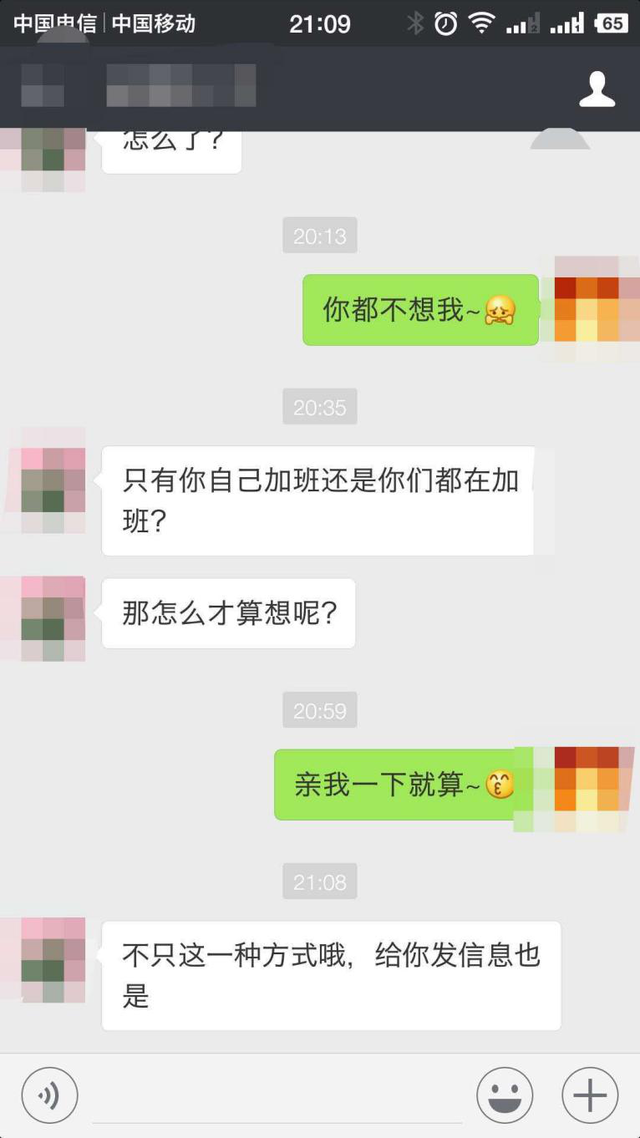 中国电信 中国移动 21:09 65
怎么了?
20:13
你都不想我~
20:35
只有你自己加班还是你们都在加
班?
那怎么才算想呢?
20:59
亲我一下就算~
21:08
不只这一种方式哦，给你发信息也
是